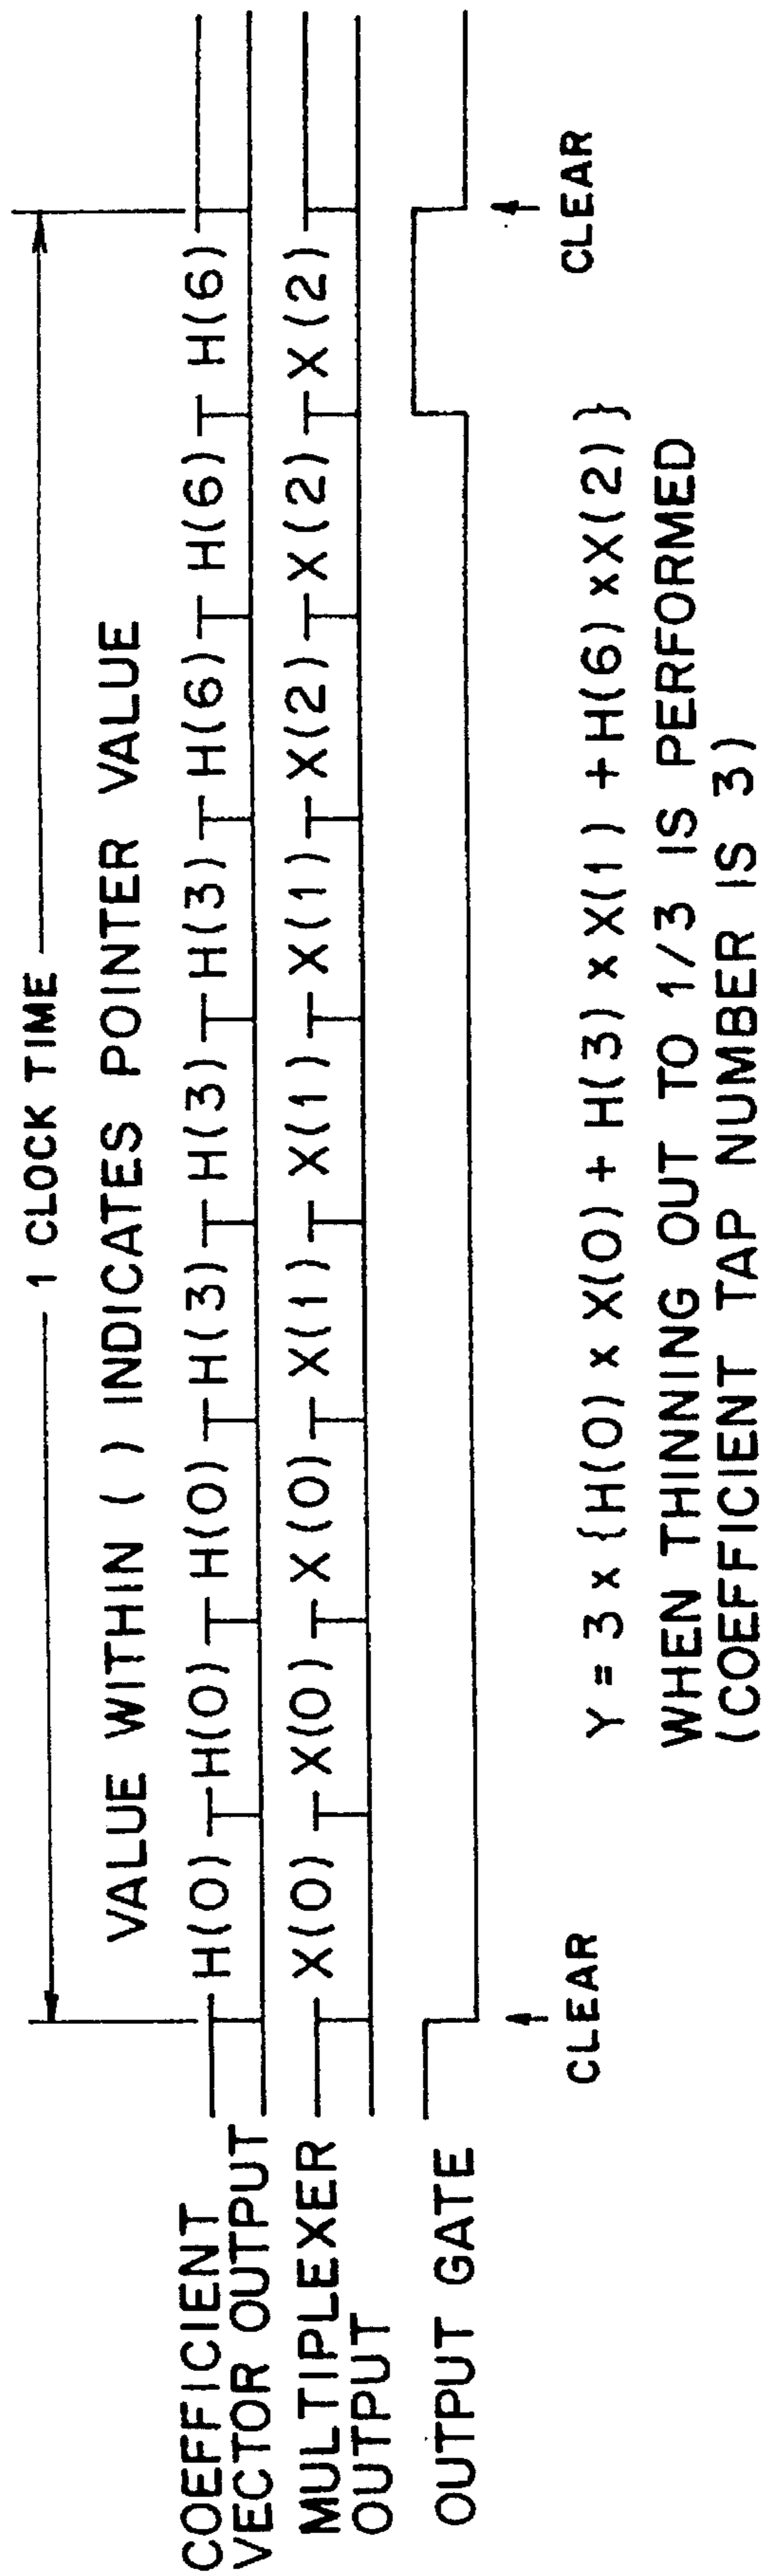 1 CLOCK TIME
VALUE WITHIN ( ) INDICATES POINTER VALUE
COEFFICIENT
VECTOR OUTPUT
H(0) H(0) H(0) H(3) H(3) H(3) H(6) H(6) H(6)
MULTIPLEXER
OUTPUT
X(0) X(0) X(0) X(1) X(1) X(1) X(2) X(2) X(2)
OUTPUT GATE
CLEAR
CLEAR
Y = 3 x {H(0) x X(0) + H(3) x X(1) + H(6) x X(2) }
WHEN THINNING OUT TO 1/3 IS PERFORMED
(COEFFICIENT TAP NUMBER IS 3)